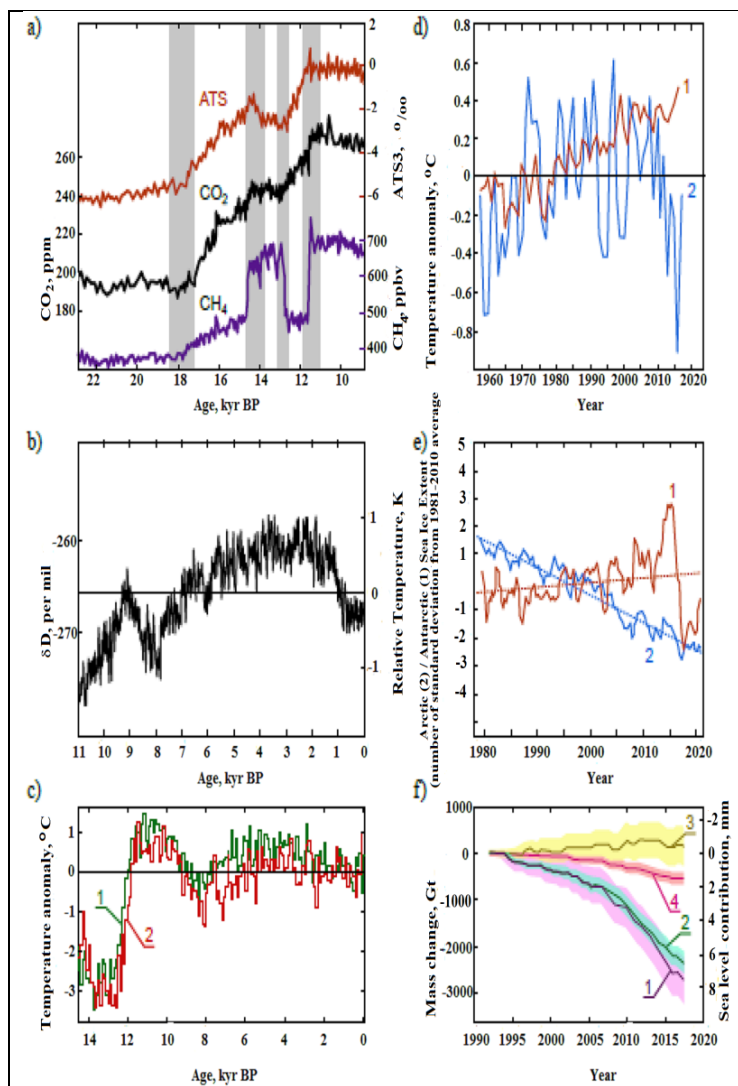 a)
ATS
CO2
CH4
260
240
220
200
180
CO2, ppm
2
0
-2
-4
-6
ATS3, °/oo
700
600
500
400
CH4, ppbv
22 20 18 16 14 12 10
Age, kyr BP
d)
0.8
0.6
0.4
0.2
0
-0.2
-0.4
-0.6
-0.8
Temperature anomaly, °C
1
2
1960 1970 1980 1990 2000 2010 2020
Year
b)
-260
-270
δD, per mil
1
0
-1
Relative Temperature, K
11 10 9 8 7 6 5 4 3 2 1 0
Age, kyr BP
e)
5
4
3
2
1
-1
-2
-3
-4
Arctic (2) / Antarctic (1) Sea Ice Extent
(number of standard deviation from 1981-2010 average
1
2
1980 1990 2000 2010 2020
Year
c)
1
0
-1
-2
-3
Temperature anomaly, °C
1
2
14 12 10 8 6 4 2 0
Age, kyr BP
f)
1000
0
-1000
-2000
-3000
Mass change, Gt
-2
0
2
4
6
8
Sea level contribution, mm
3
4
2
1
1990 1995 2000 2005 2010 2015 2020
Year